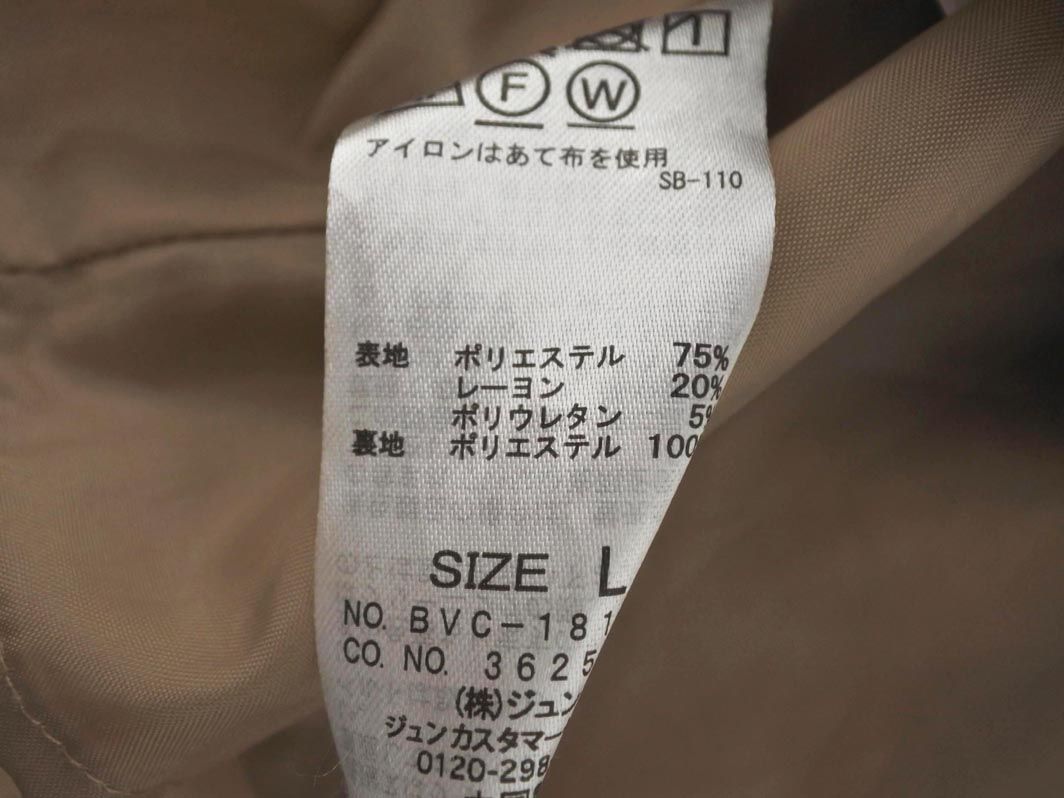 F W
アイロンはあて布を使用
SB-110
表地 ポリエステル 75%
レーヨン 20%
ポリウレタン 5%
裏地 ポリエステル 100
SIZE L
NO. BVC-181
CO. NO. 3625
(株)ジュン
ジュンカスタマー
0120-298